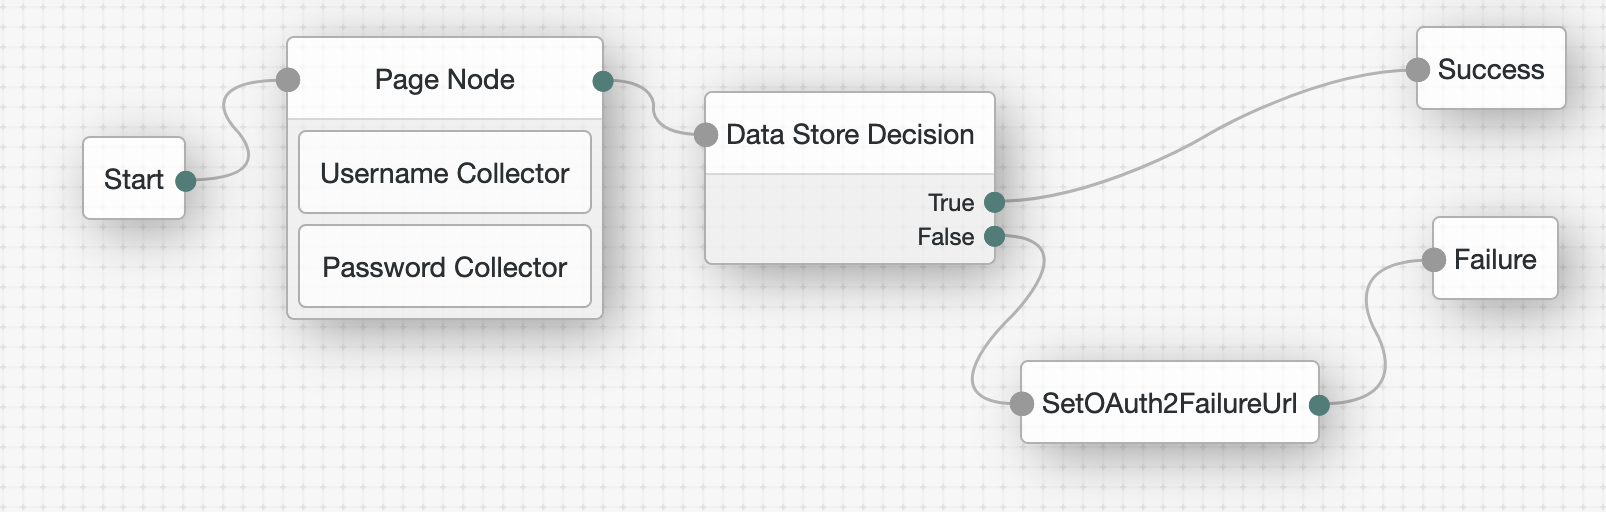 Start
Page Node
Username Collector
Password Collector
Data Store Decision
True
False
SetOAuth2FailureUrl
Success
Failure